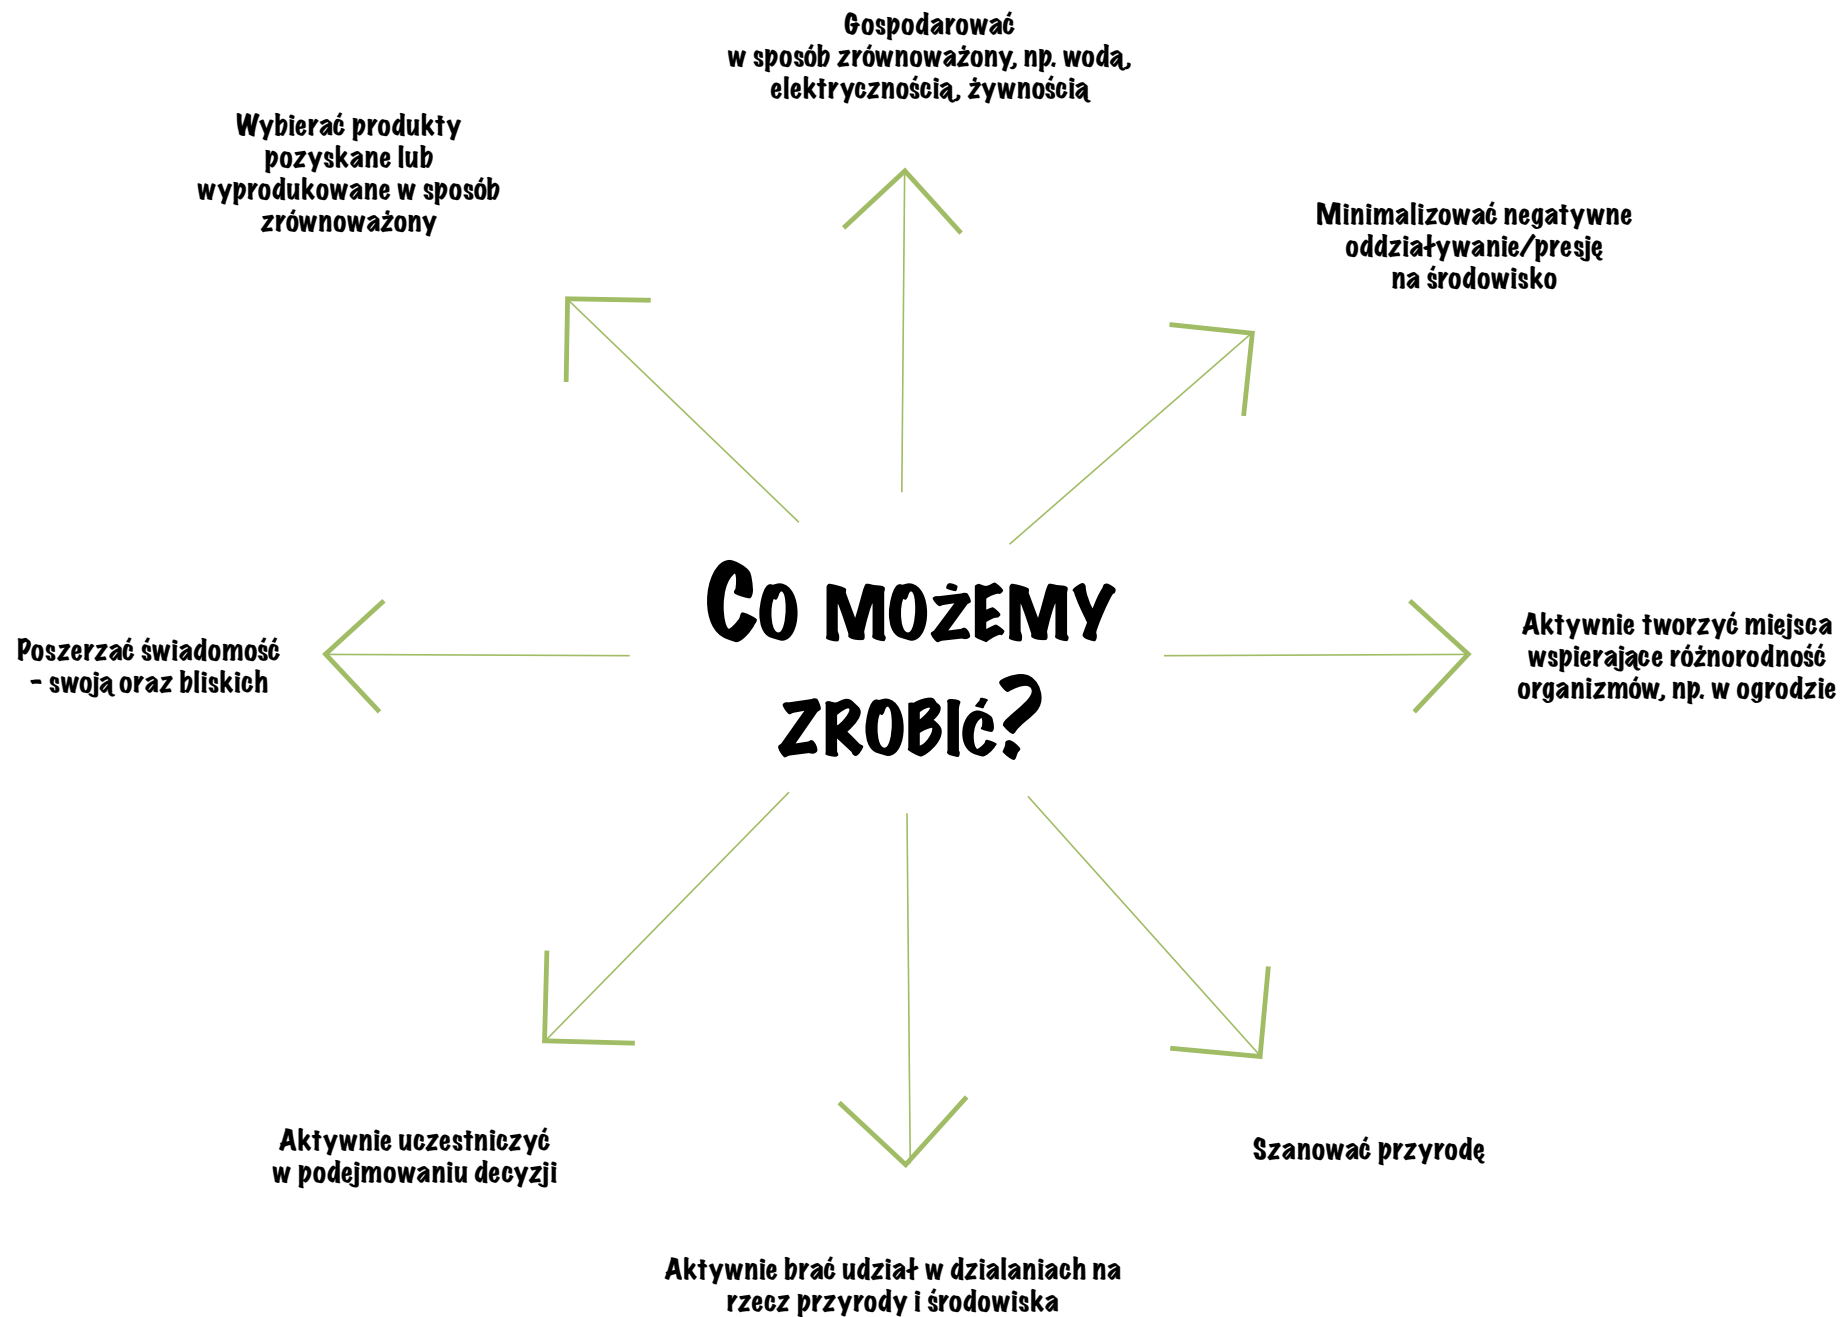 Gospodarować
w sposób zrównoważony, np. wodą,
elektrycznością, żywnością
Wybierać produkty
pozyskane lub
wyprodukowane w sposób
zrównoważony
Minimalizować negatywne
oddziaływanie/presję
na środowisko
Co możemy
zrobić?
Poszerzać świadomość
- swoją oraz bliskich
Aktywnie tworzyć miejsca
wspierające różnorodność
organizmów, np. w ogrodzie
Aktywnie uczestniczyć
w podejmowaniu decyzji
Szanować przyrodę
Aktywnie brać udział w dzialaniach na
rzecz przyrody i środowiska